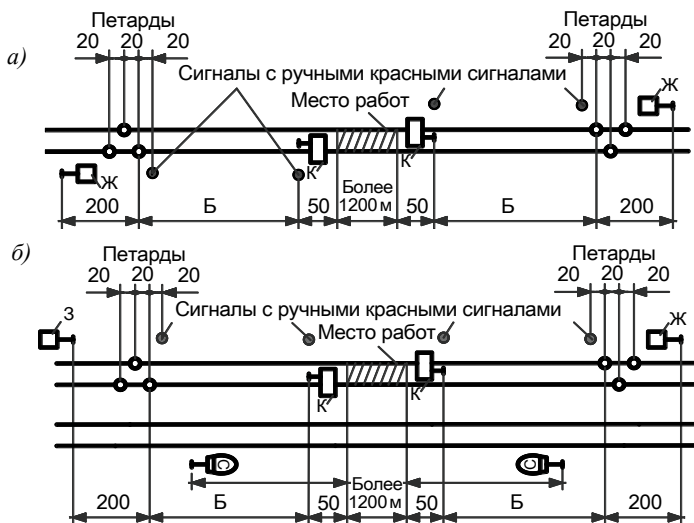 а)
Петарды
20 20 20
Петарды
20 20 20
Сигналы с ручными красными сигналами
Место работ
Ж
К
К
Ж
200
Б
50
Более
1200 м
50
Б
200
б)
Петарды
20 20 20
Петарды
20 20 20
З
Сигналы с ручными красными сигналами
Место работ
Ж
К
К
С
С
200
Б
50
Более
1200 м
50
Б
200